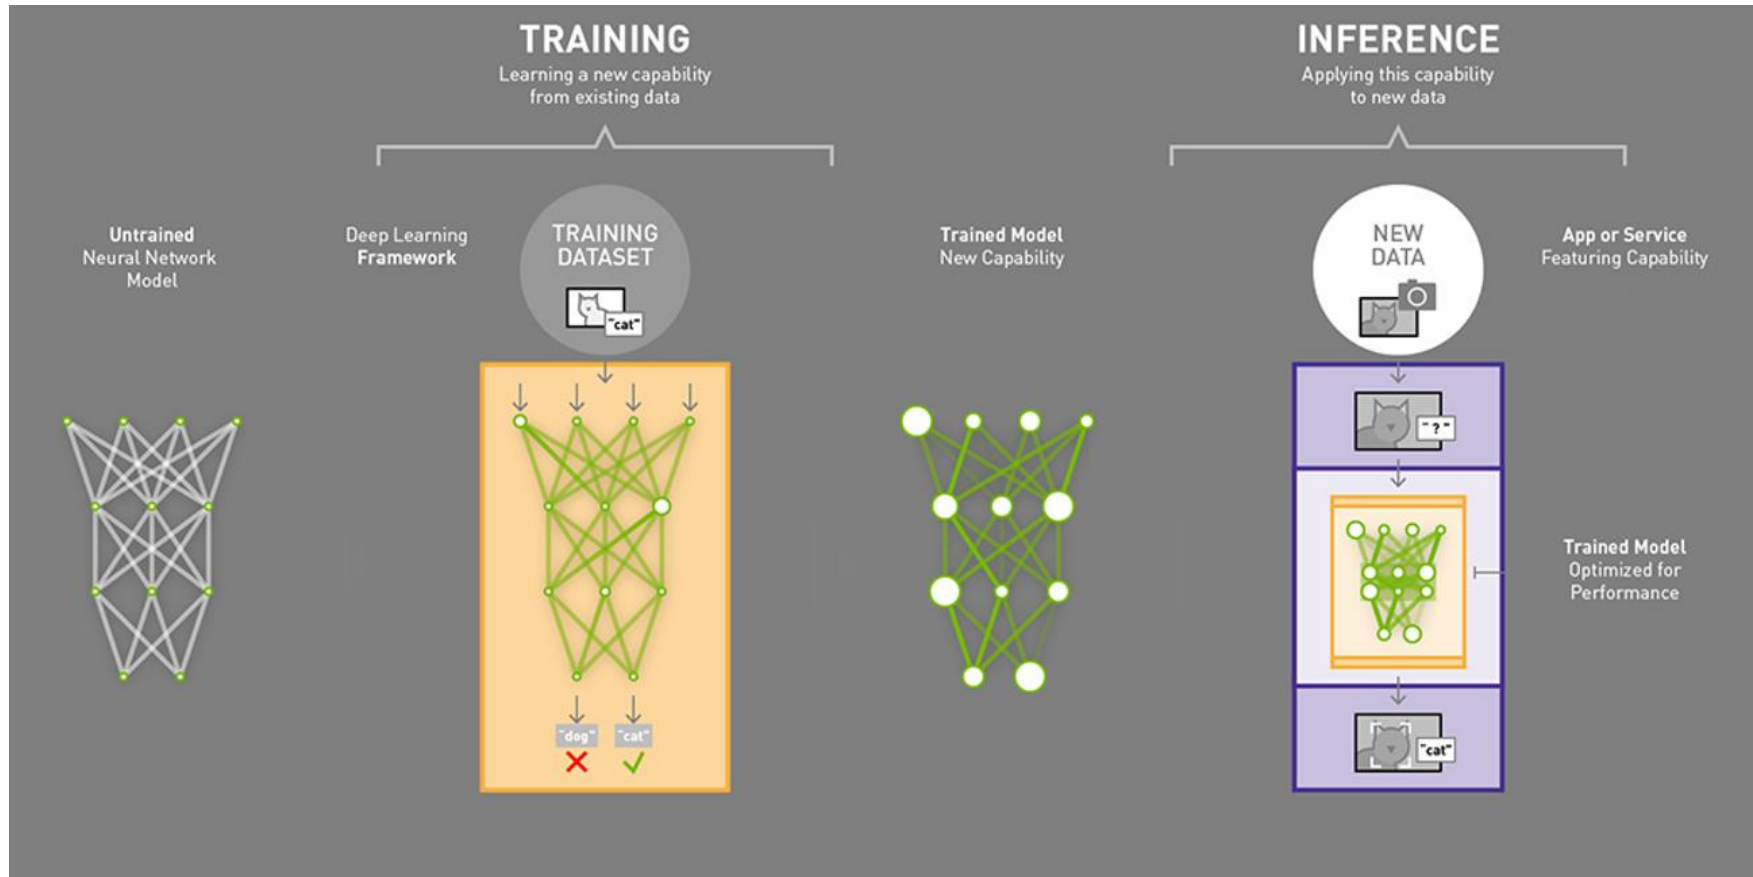 TRAINING
Learning a new capability
from existing data
INFERENCE
Applying this capability
to new data
Untrained
Neural Network
Model
Deep Learning
Framework
TRAINING
DATASET
"cat"
Trained Model
New Capability
NEW
DATA
App or Service
Featuring Capability
"?"
Trained Model
Optimized for
Performance
"dog"
"cat"
"cat"